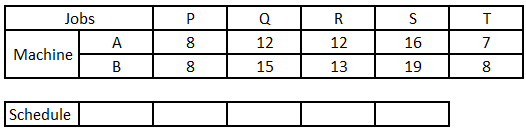 Jobs P Q R S T
Machine A 8 12 12 16 7
B 8 15 13 19 8
Schedule